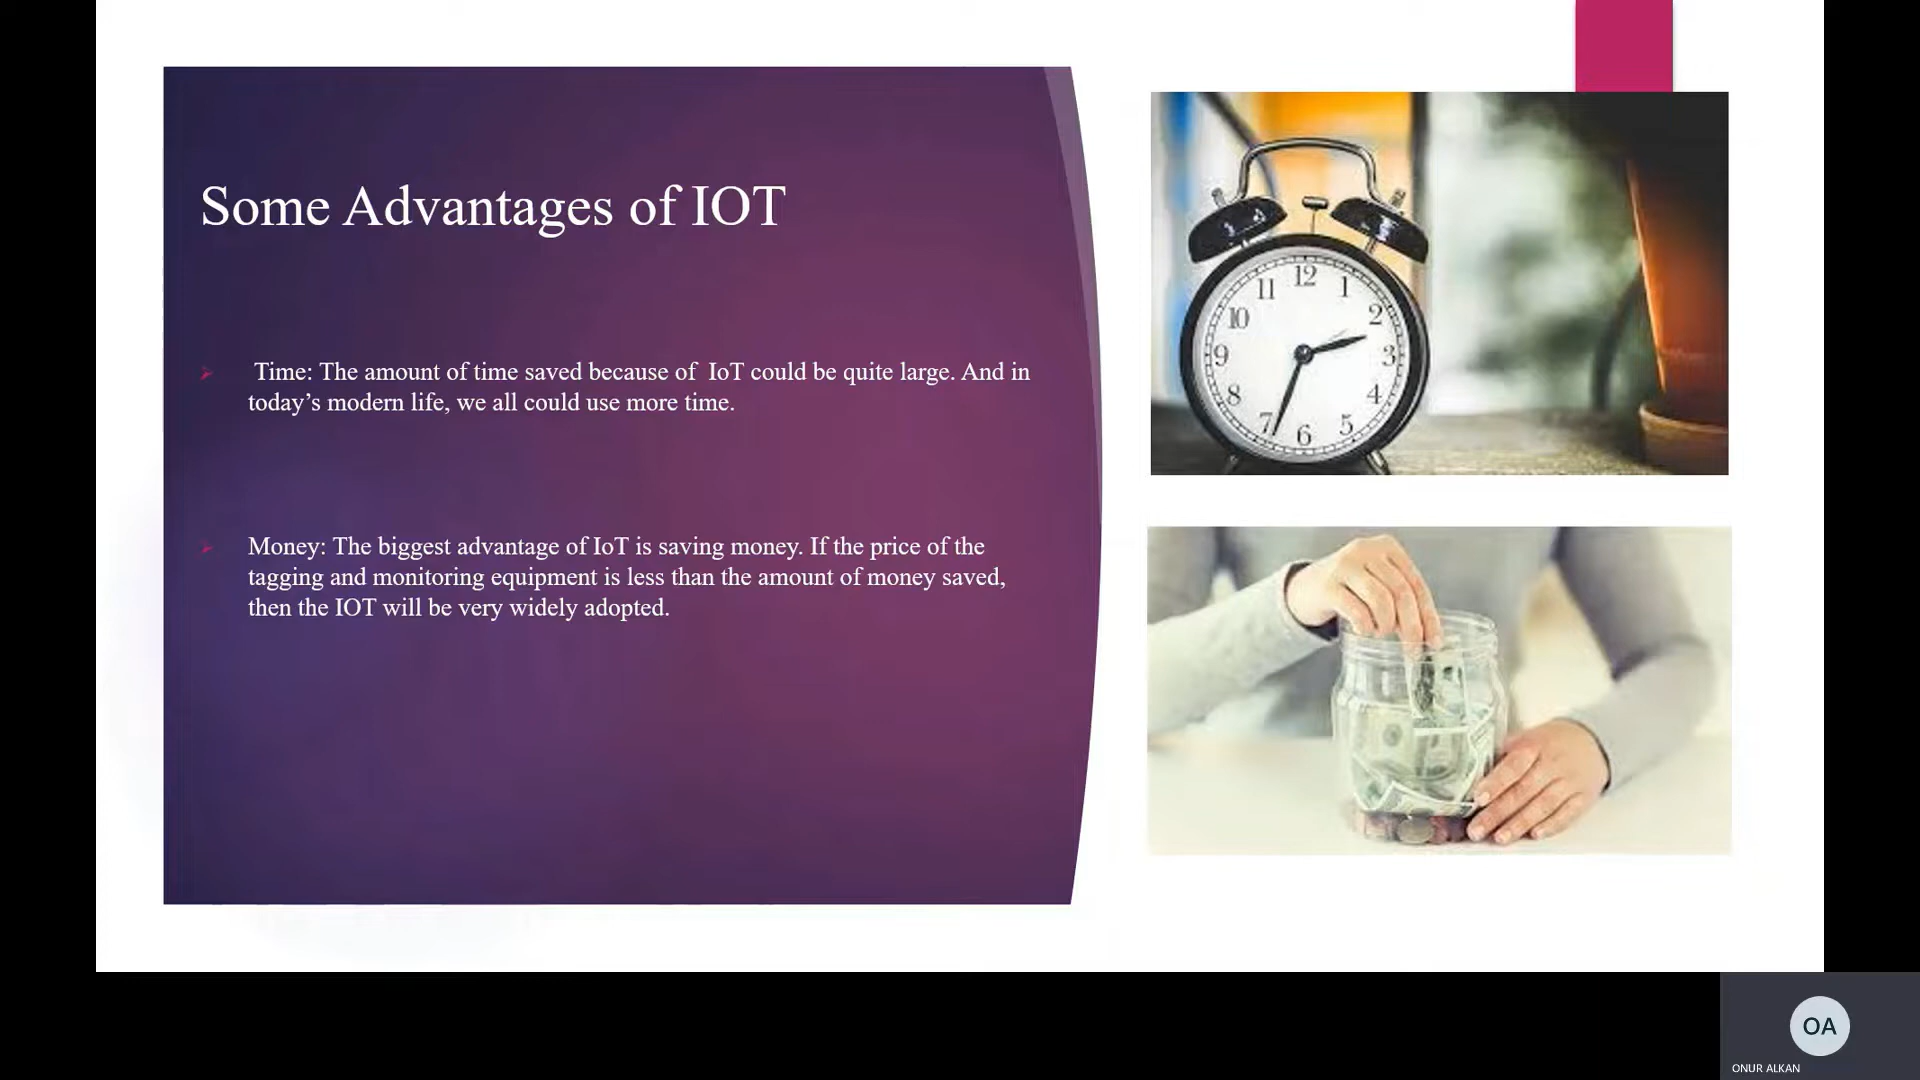 Some Advantages of IOT
Time: The amount of time saved because of IoT could be quite large. And in
today’s modern life, we all could use more time.
Money: The biggest advantage of IoT is saving money. If the price of the
tagging and monitoring equipment is less than the amount of money saved,
then the IOT will be very widely adopted.
12
11 1
10 2
9 3
8 4
7 5
6
OA
ONUR ALKAN